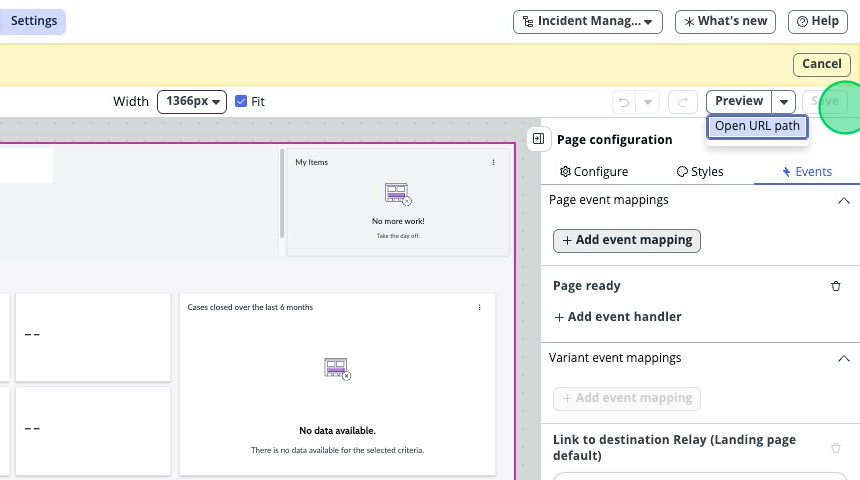 Settings
Incident Manag...
What's new
Help
Cancel
Width
1366px
Fit
Preview
Save
Open URL path
Page configuration
Configure
Styles
Events
Page event mappings
+ Add event mapping
Page ready
+ Add event handler
Variant event mappings
+ Add event mapping
Link to destination Relay (Landing page
default)
My Items
No more work!
Take the day off.
Cases closed over the last 6 months
--
--
No data available.
There is no data available for the selected criteria.